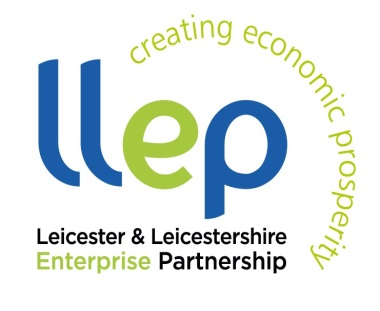 creating economic prosperity
llep
Leicester & Leicestershire
Enterprise Partnership